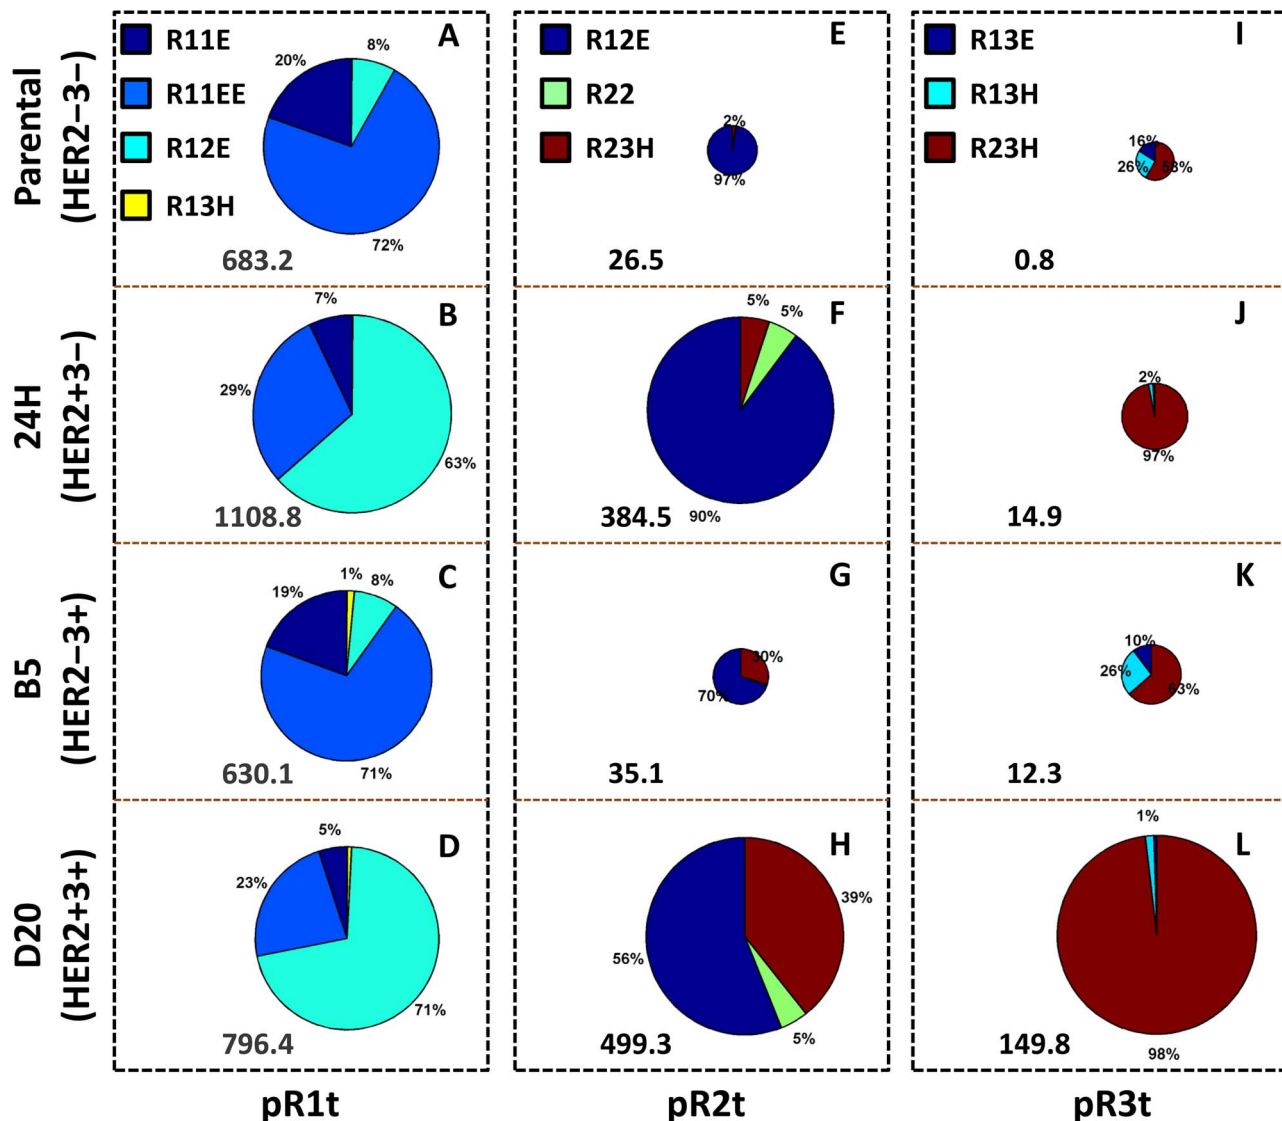 Parental
(HER2−3−)
R11E
R11EE
R12E
R13H
A
20%
8%
72%
683.2
R12E
R22
R23H
E
2%
97%
26.5
R13E
R13H
R23H
I
16%
26%
58%
0.8
24H
(HER2+3−)
B
7%
29%
63%
1108.8
F
5%
5%
90%
384.5
J
2%
97%
14.9
B5
(HER2−3+)
C
19%
1%
8%
71%
630.1
G
30%
70%
35.1
K
10%
26%
63%
12.3
D20
(HER2+3+)
D
5%
23%
71%
796.4
H
39%
56%
5%
499.3
L
1%
98%
149.8
pR1t
pR2t
pR3t